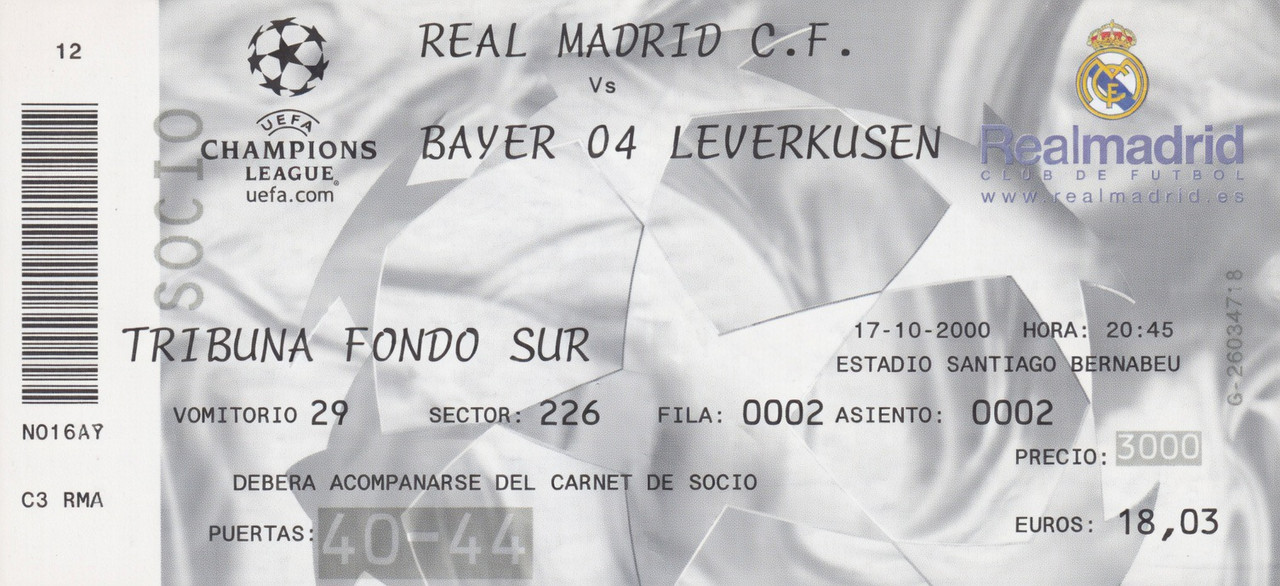 12
N016AY
C3 RMA
SOCIO
UEFA
CHAMPIONS
LEAGUE®
uefa.com
REAL MADRID C.F.
Vs
BAYER 04 LEVERKUSEN
Realmadrid
CLUB DE FUTBOL
www.realmadrid.es
TRIBUNA FONDO SUR
17-10-2000 HORA: 20:45
ESTADIO SANTIAGO BERNABEU
VOMITORIO 29 SECTOR: 226 FILA: 0002 ASIENTO: 0002
PRECIO: 3000
DEBERA ACOMPANARSE DEL CARNET DE SOCIO
PUERTAS: 40-44
EUROS: 18,03
G-26034718